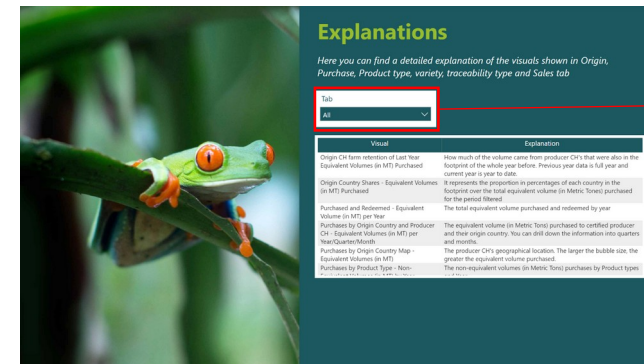 Explanations
Here you can find a detailed explanation of the visuals shown in Origin,
Purchase, Product type, variety, traceability type and Sales tab
Tab
All
Visual Explanation
Origin CH farm retention of Last Year How much of the volume came from producer CH's that were also in the
Equivalent Volumes (in MT) Purchased footprint of the whole year before. Previous year data is full year and
current year is year to date.
Origin Country Shares - Equivalent Volumes It represents the proportion in percentages of each country in the
(in MT) Purchased footprint over the total equivalent volume (in Metric Tons) purchased
for the period filtered
Purchased and Redeemed - Equivalent The total equivalent volume purchased and redeemed by year
Volume (in MT) per Year
Purchases by Origin Country and Producer The equivalent volume (in Metric Tons) purchased to certified producer
CH - Equivalent Volumes (in MT) per and their origin country. You can drill down the information into quarters
Year/Quarter/Month and months.
Purchases by Origin Country Map - The producer CH's geographical location. The larger the bubble size, the
Equivalent Volumes (in MT) greater the equivalent volume purchased.
Purchases by Product Type - Non- The non-equivalent volumes (in Metric Tons) purchases by Product types